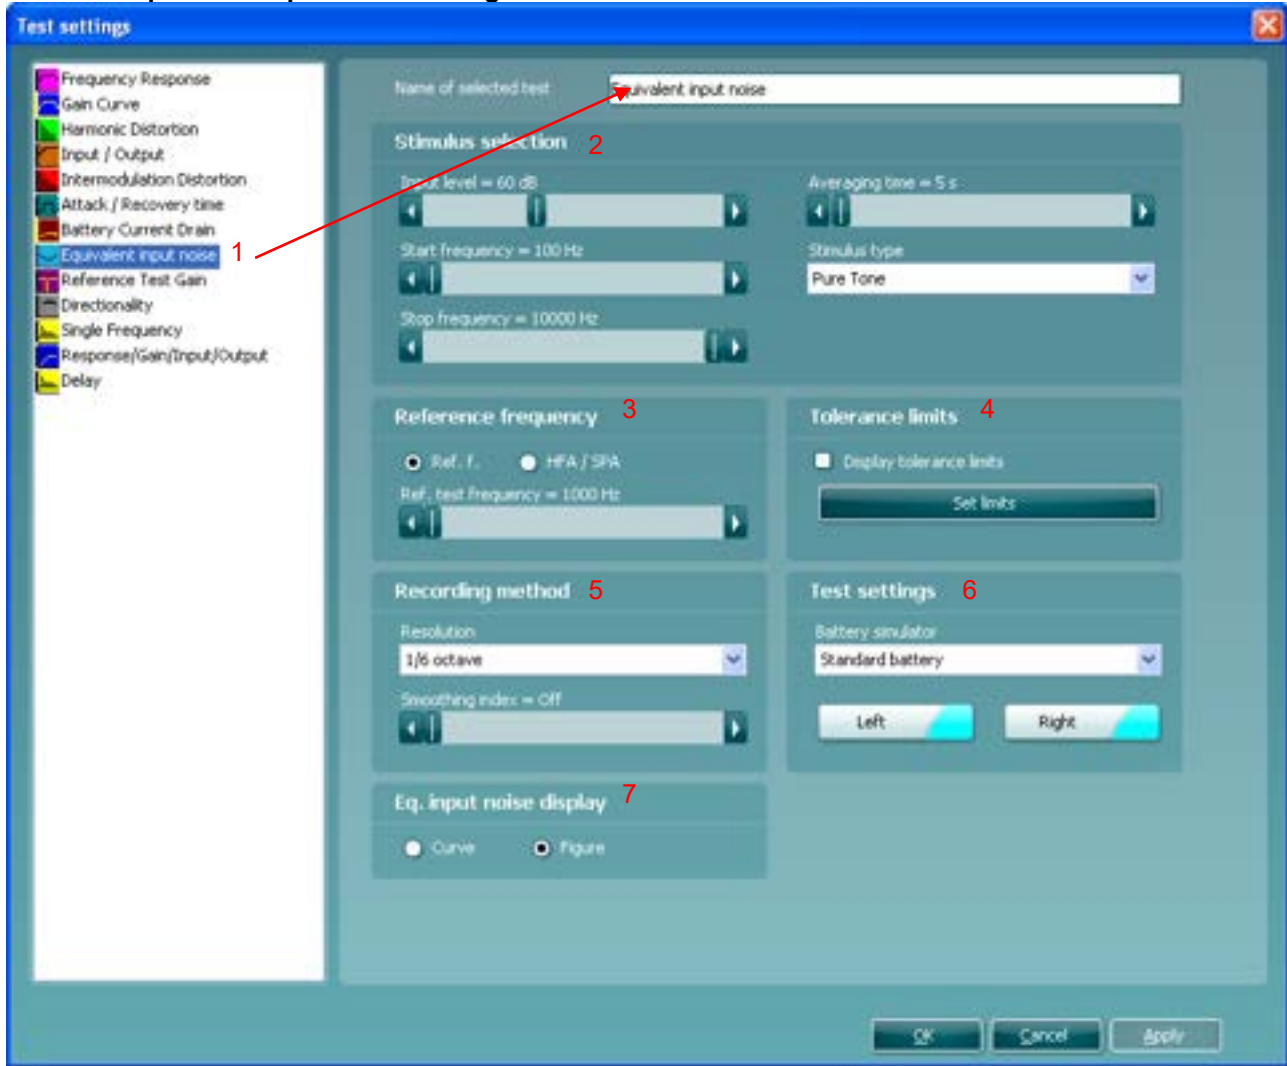 Test settings
Frequency Response
Gain Curve
Harmonic Distortion
Input / Output
Intermodulation Distortion
Attack / Recovery time
Battery Current Drain
Equivalent input noise 1
Reference Test Gain
Directionality
Single Frequency
Response/Gain/Input/Output
Delay
Name of selected test Equivalent input noise
Stimulus selection 2
Input level = 60 dB
Averaging time = 5 s
Start frequency = 100 Hz
Stimulus type
Pure Tone
Stop frequency = 10000 Hz
Reference frequency 3
Ref. f. HFA / SPA
Ref. test frequency = 1000 Hz
Tolerance limits 4
Display tolerance limits
Set limits
Recording method 5
Resolution
1/6 octave
Smoothing index = Off
Test settings 6
Battery simulator
Standard battery
Left Right
Eq. input noise display 7
Curve Figure
OK Cancel Apply